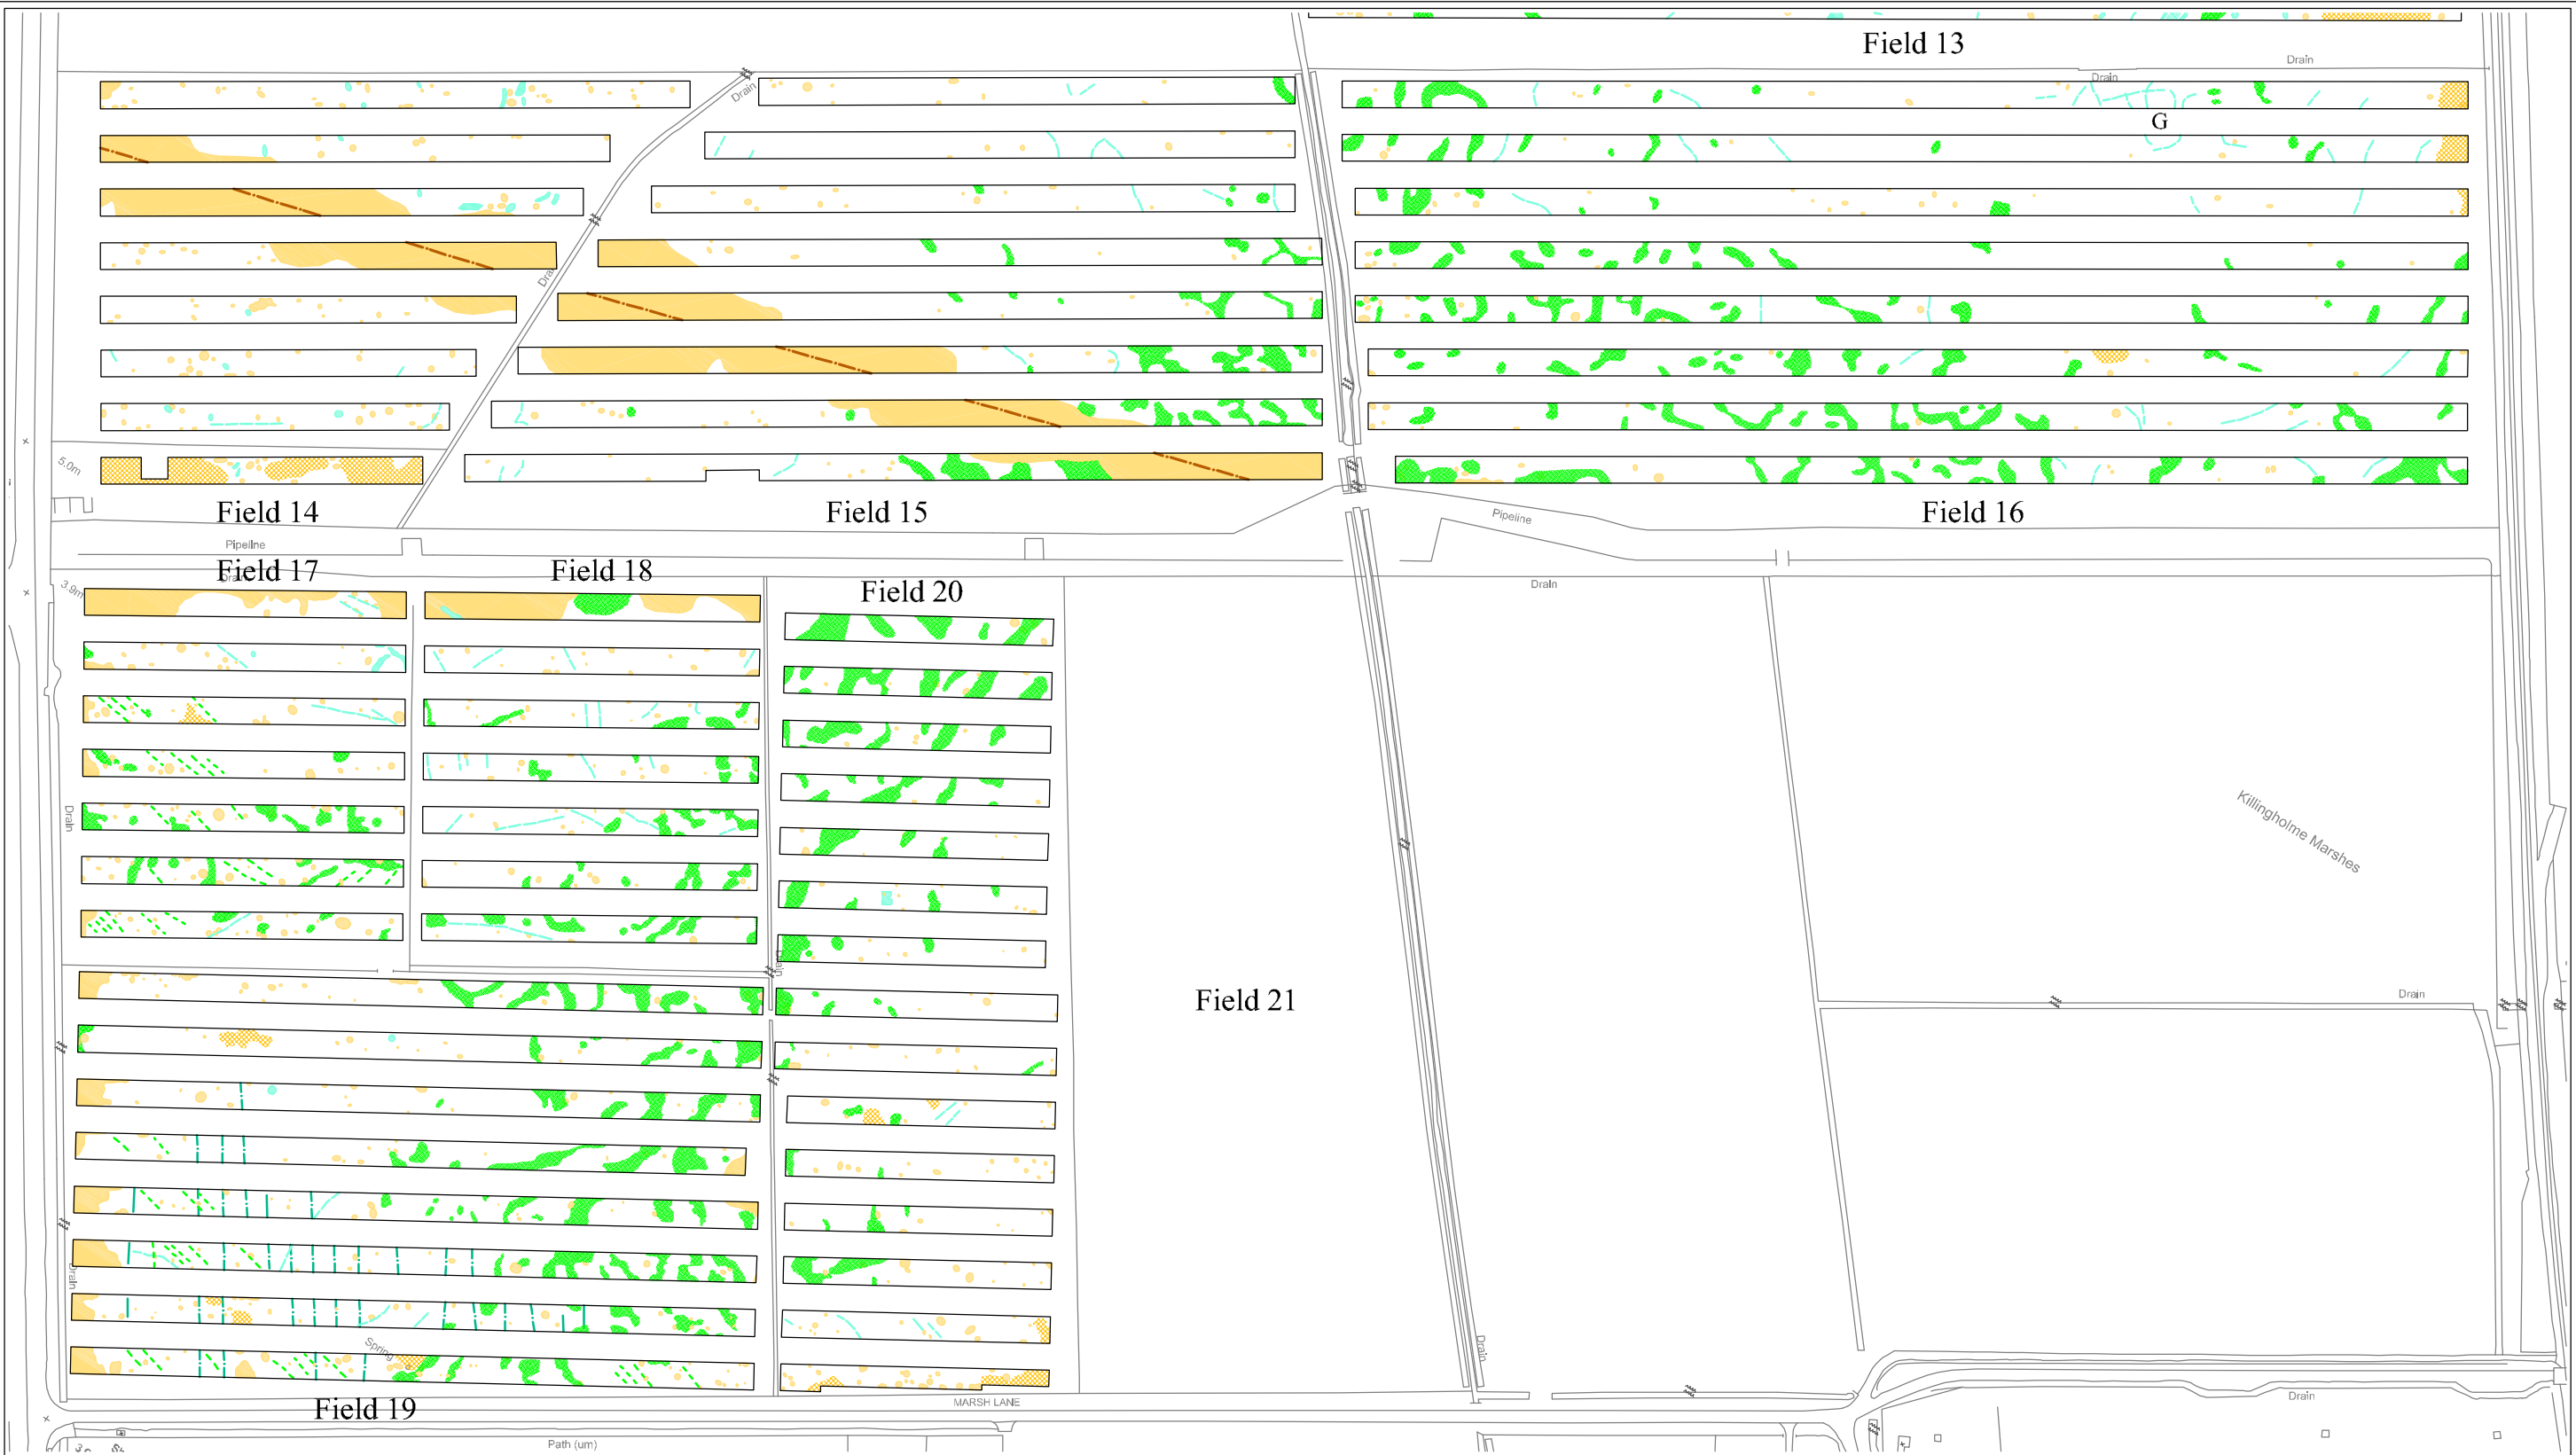 Field 13
Drain
Drain
Drain
G
Drain
5.0m
Field 14
Field 15
Field 16
Pipeline
Pipeline
Field 17
Field 18
Drain
Drain
3.9m
Field 20
Killingholme Marshes
Drain
Drain
Field 21
Drain
Drain
Spring
Drain
Field 19
MARSH LANE
Drain
Path (um)